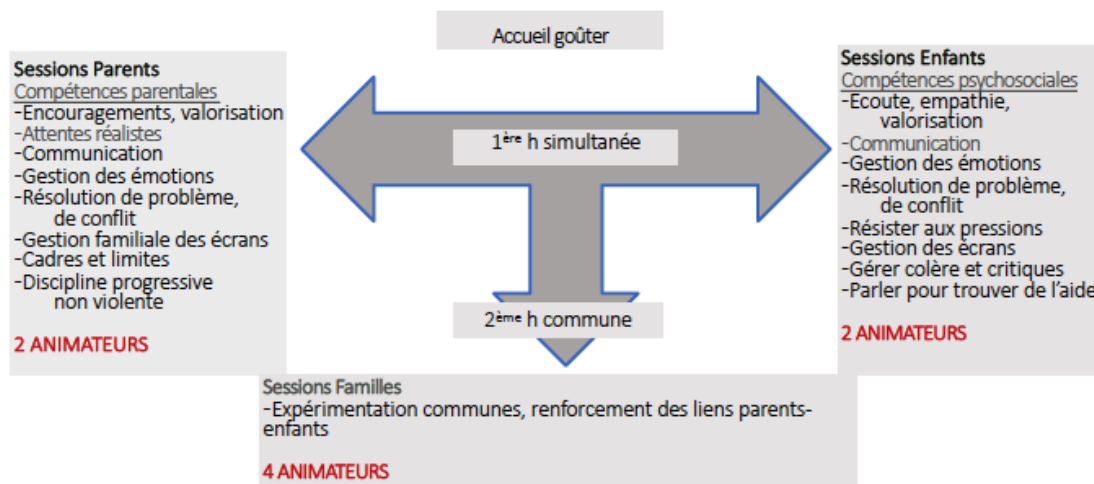 Accueil goûter
Sessions Parents
Compétences parentales
-Encouragements, valorisation
-Attentes réalistes
-Communication
-Gestion des émotions
-Résolution de problème,
de conflit
-Gestion familiale des écrans
-Cadres et limites
-Discipline progressive
non violente
2 ANIMATEURS
1ère h simultanée
2ème h commune
Sessions Enfants
Compétences psychosociales
-Ecoute, empathie,
valorisation
-Communication
-Gestion des émotions
-Résolution de problème,
de conflit
-Résister aux pressions
-Gestion des écrans
-Gérer colère et critiques
-Parler pour trouver de l'aide
2 ANIMATEURS
Sessions Familles
-Expérimentation communes, renforcement des liens parents-
enfants
4 ANIMATEURS